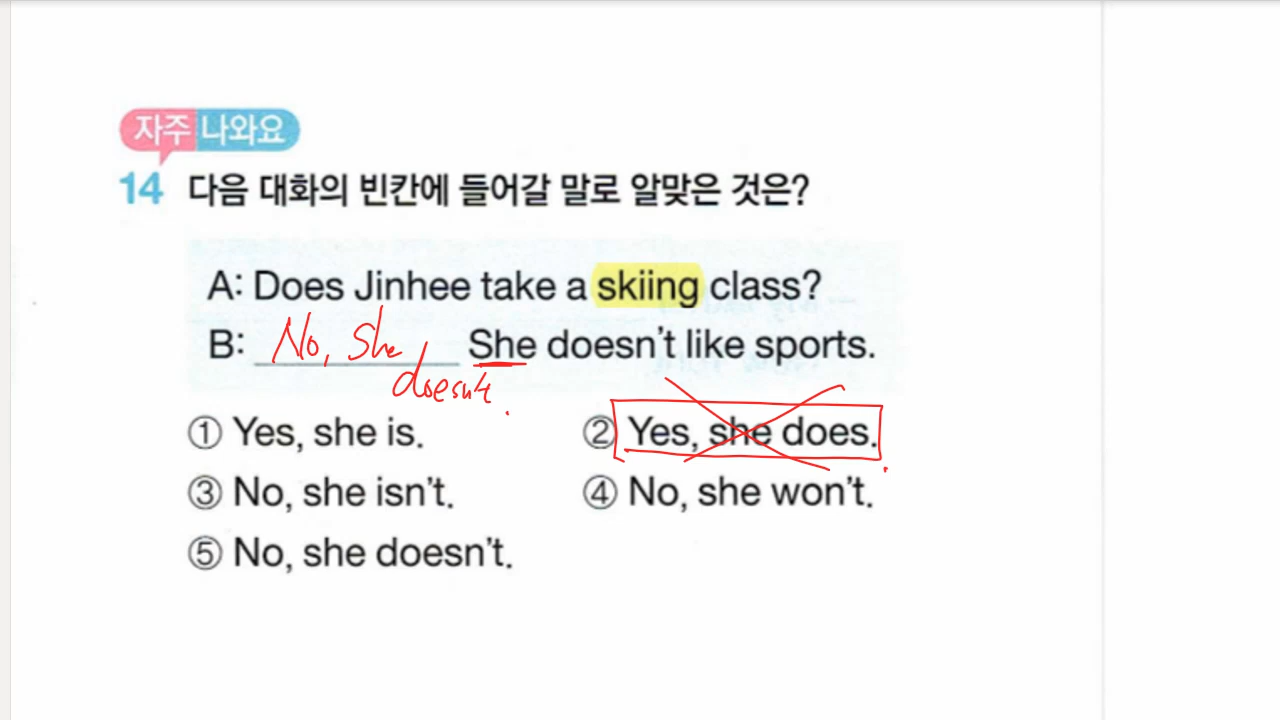 자주 나와요
14 다음 대화의 빈칸에 들어갈 말로 알맞은 것은?
A: Does Jinhee take a skiing class?
B: No, She doesn't. She doesn't like sports.
① Yes, she is.
② Yes, she does.
③ No, she isn't.
④ No, she won't.
⑤ No, she doesn't.